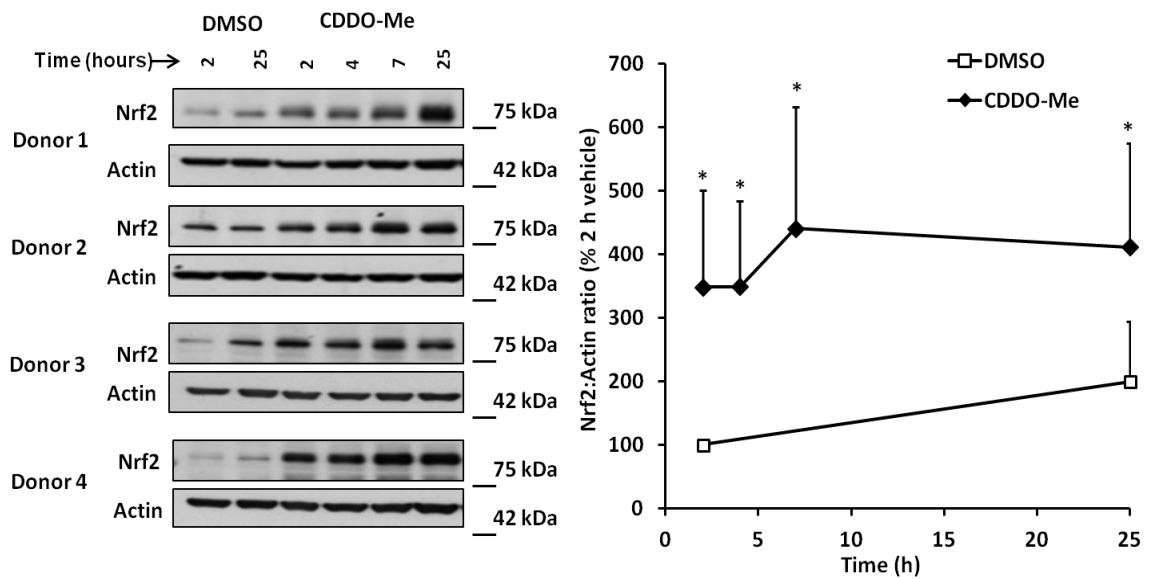 DMSO CDDO-Me
Time (hours) → 2 25 2 4 7 25
Donor 1
Nrf2 75 kDa
Actin 42 kDa
Donor 2
Nrf2 75 kDa
Actin 42 kDa
Donor 3
Nrf2 75 kDa
Actin 42 kDa
Donor 4
Nrf2 75 kDa
Actin 42 kDa
Nrf2:Actin ratio (% 2 h vehicle)
700
600
500
400
300
200
100
0
DMSO
CDDO-Me
* * * *
0 5 10 15 20 25
Time (h)